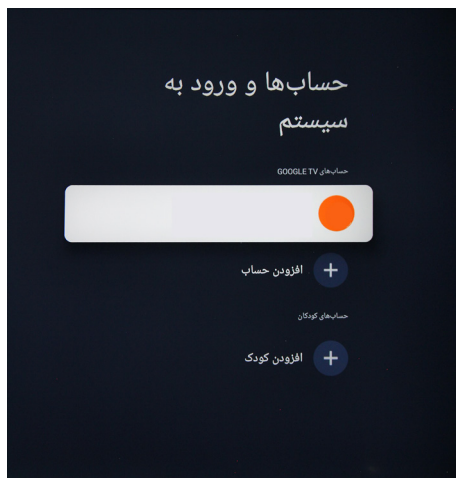 حساب‌ها و ورود به
سیستم
حساب‌های GOOGLE TV
افزودن حساب
حساب‌های کودکان
افزودن کودک